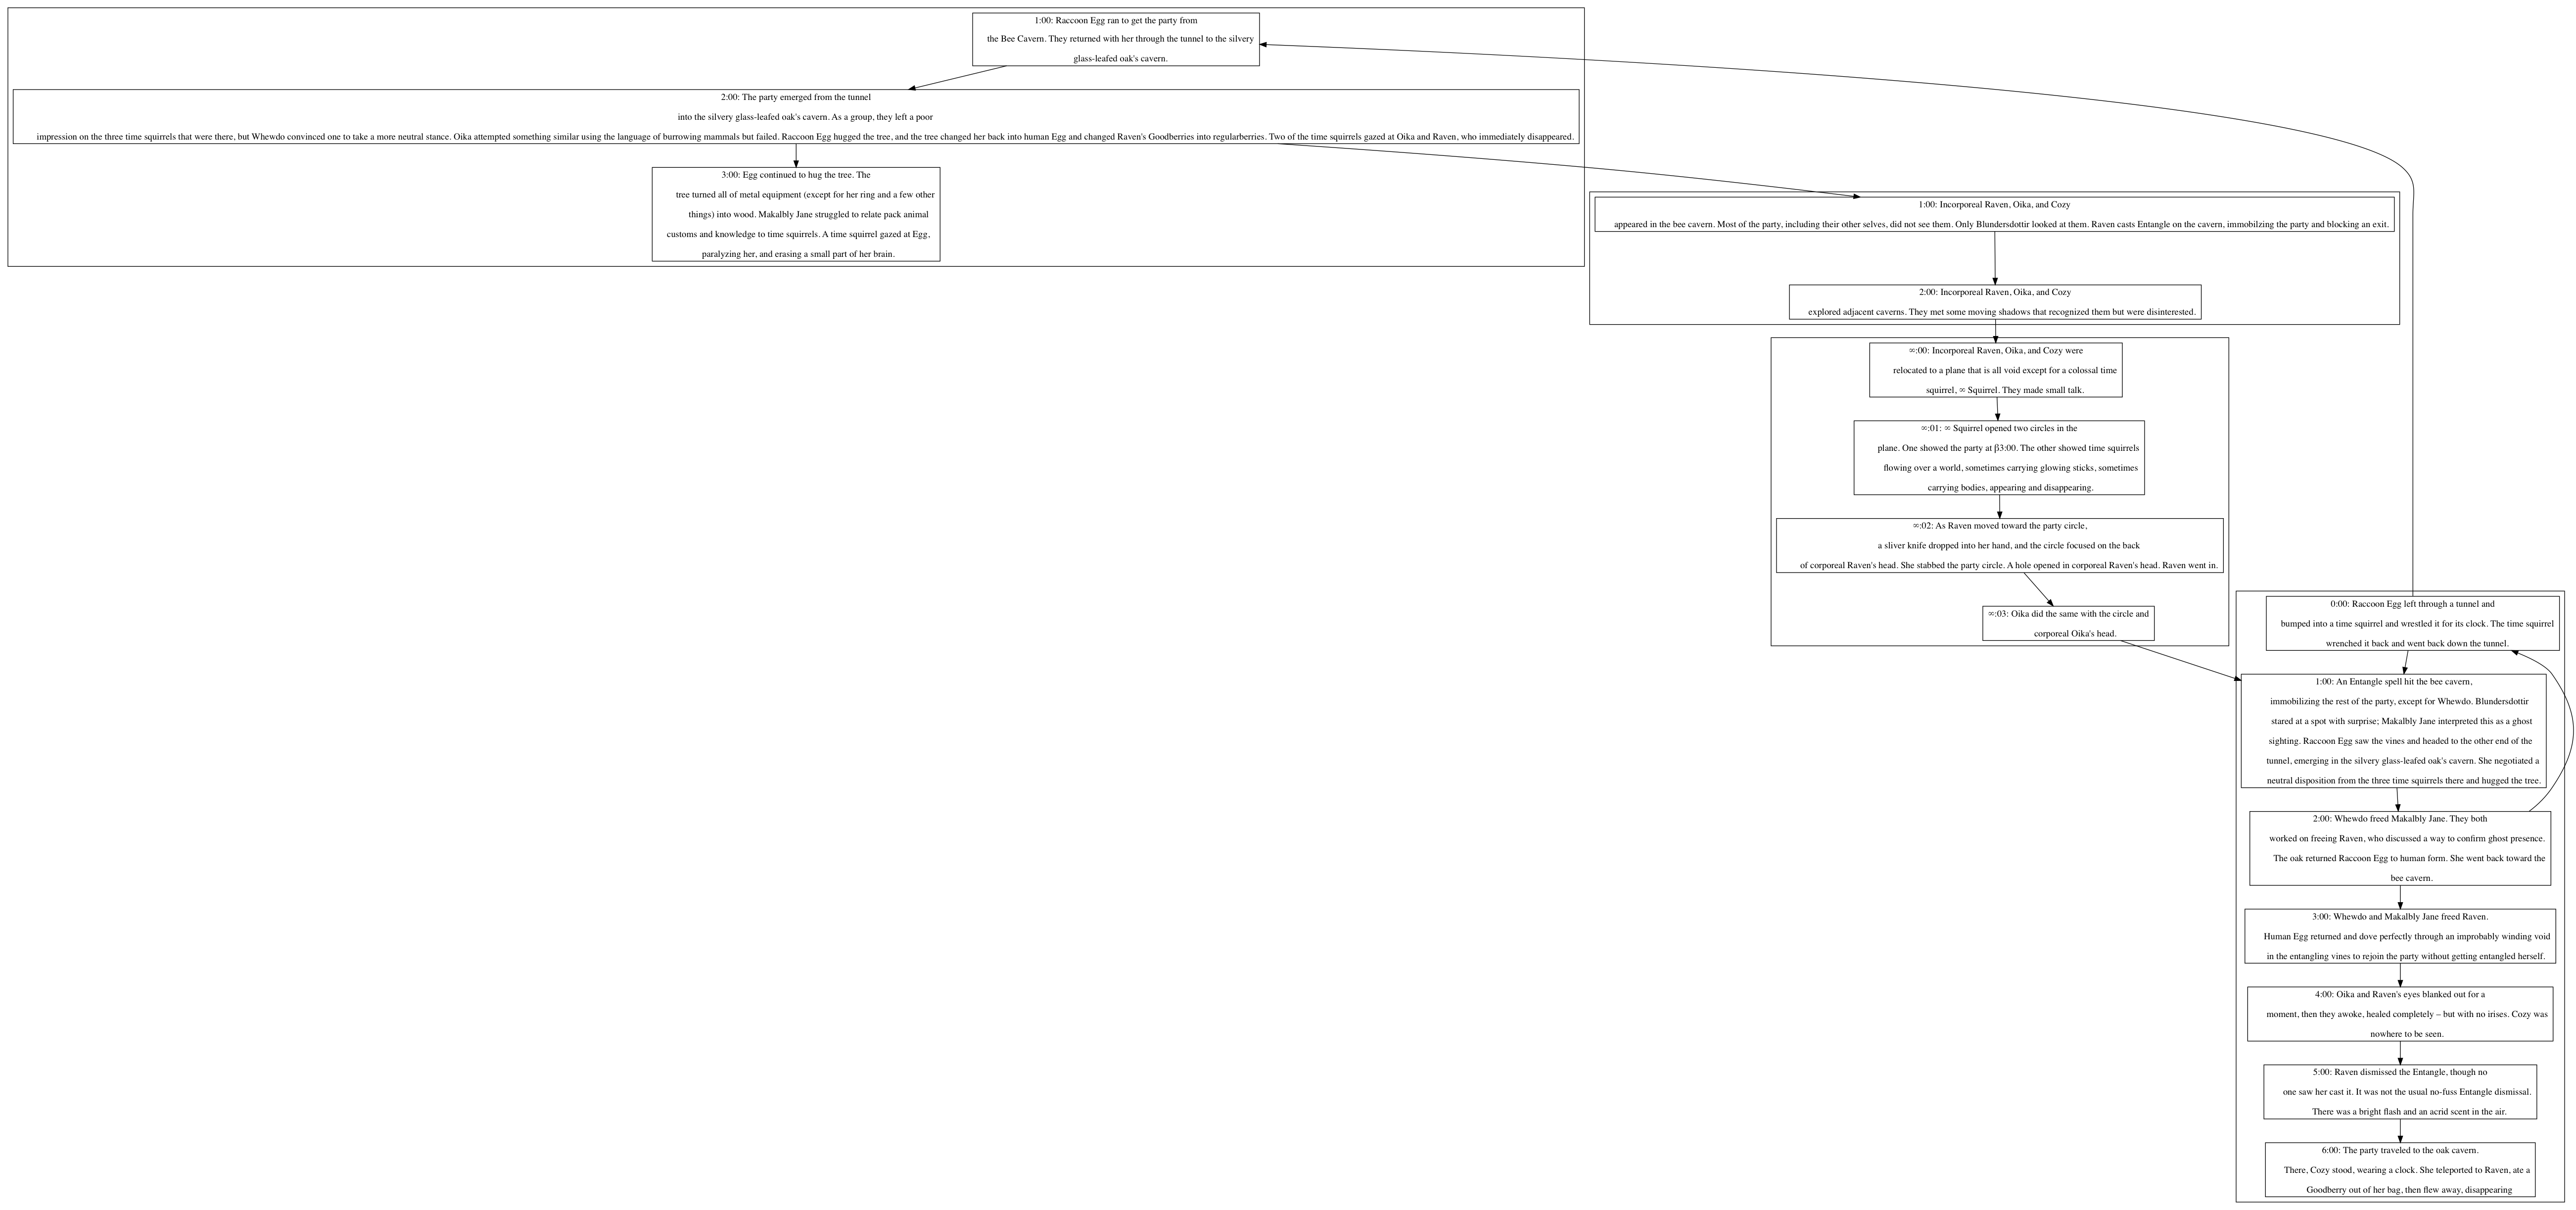 1:00: Raccoon Egg ran to get the party from
the Bee Cavern. They returned with her through the tunnel to the silvery
glass-leafed oak's cavern.
2:00: The party emerged from the tunnel
into the silvery glass-leafed oak's cavern. As a group, they left a poor
impression on the three time squirrels that were there, but Whewdo convinced one to take a more neutral stance. Oika attempted something similar using the language of burrowing mammals but failed. Raccoon Egg hugged the tree, and the tree changed her back into human Egg and changed Raven's Goodberries into regularberries. Two of the time squirrels gazed at Oika and Raven, who immediately disappeared.
3:00: Egg continued to hug the tree. The
tree turned all of metal equipment (except for her ring and a few other
things) into wood. Makalbly Jane struggled to relate pack animal
customs and knowledge to time squirrels. A time squirrel gazed at Egg,
paralyzing her, and erasing a small part of her brain.
1:00: Incorporeal Raven, Oika, and Cozy
appeared in the bee cavern. Most of the party, including their other selves, did not see them. Only Blundersdottir looked at them. Raven casts Entangle on the cavern, immobilzing the party and blocking an exit.
2:00: Incorporeal Raven, Oika, and Cozy
explored adjacent caverns. They met some moving shadows that recognized them but were disinterested.
∞:00: Incorporeal Raven, Oika, and Cozy were
relocated to a plane that is all void except for a colossal time
squirrel, ∞ Squirrel. They made small talk.
∞:01: ∞ Squirrel opened two circles in the
plane. One showed the party at β3:00. The other showed time squirrels
flowing over a world, sometimes carrying glowing sticks, sometimes
carrying bodies, appearing and disappearing.
∞:02: As Raven moved toward the party circle,
a sliver knife dropped into her hand, and the circle focused on the back
of corporeal Raven's head. She stabbed the party circle. A hole opened in corporeal Raven's head. Raven went in.
∞:03: Oika did the same with the circle and
corporeal Oika's head.
0:00: Raccoon Egg left through a tunnel and
bumped into a time squirrel and wrestled it for its clock. The time squirrel
wrenched it back and went back down the tunnel.
1:00: An Entangle spell hit the bee cavern,
immobilizing the rest of the party, except for Whewdo. Blundersdottir
stared at a spot with surprise; Makalbly Jane interpreted this as a ghost
sighting. Raccoon Egg saw the vines and headed to the other end of the
tunnel, emerging in the silvery glass-leafed oak's cavern. She negotiated a
neutral disposition from the three time squirrels there and hugged the tree.
2:00: Whewdo freed Makalbly Jane. They both
worked on freeing Raven, who discussed a way to confirm ghost presence.
The oak returned Raccoon Egg to human form. She went back toward the
bee cavern.
3:00: Whewdo and Makalbly Jane freed Raven.
Human Egg returned and dove perfectly through an improbably winding void
in the entangling vines to rejoin the party without getting entangled herself.
4:00: Oika and Raven's eyes blanked out for a
moment, then they awoke, healed completely – but with no irises. Cozy was
nowhere to be seen.
5:00: Raven dismissed the Entangle, though no
one saw her cast it. It was not the usual no-fuss Entangle dismissal.
There was a bright flash and an acrid scent in the air.
6:00: The party traveled to the oak cavern.
There, Cozy stood, wearing a clock. She teleported to Raven, ate a
Goodberry out of her bag, then flew away, disappearing